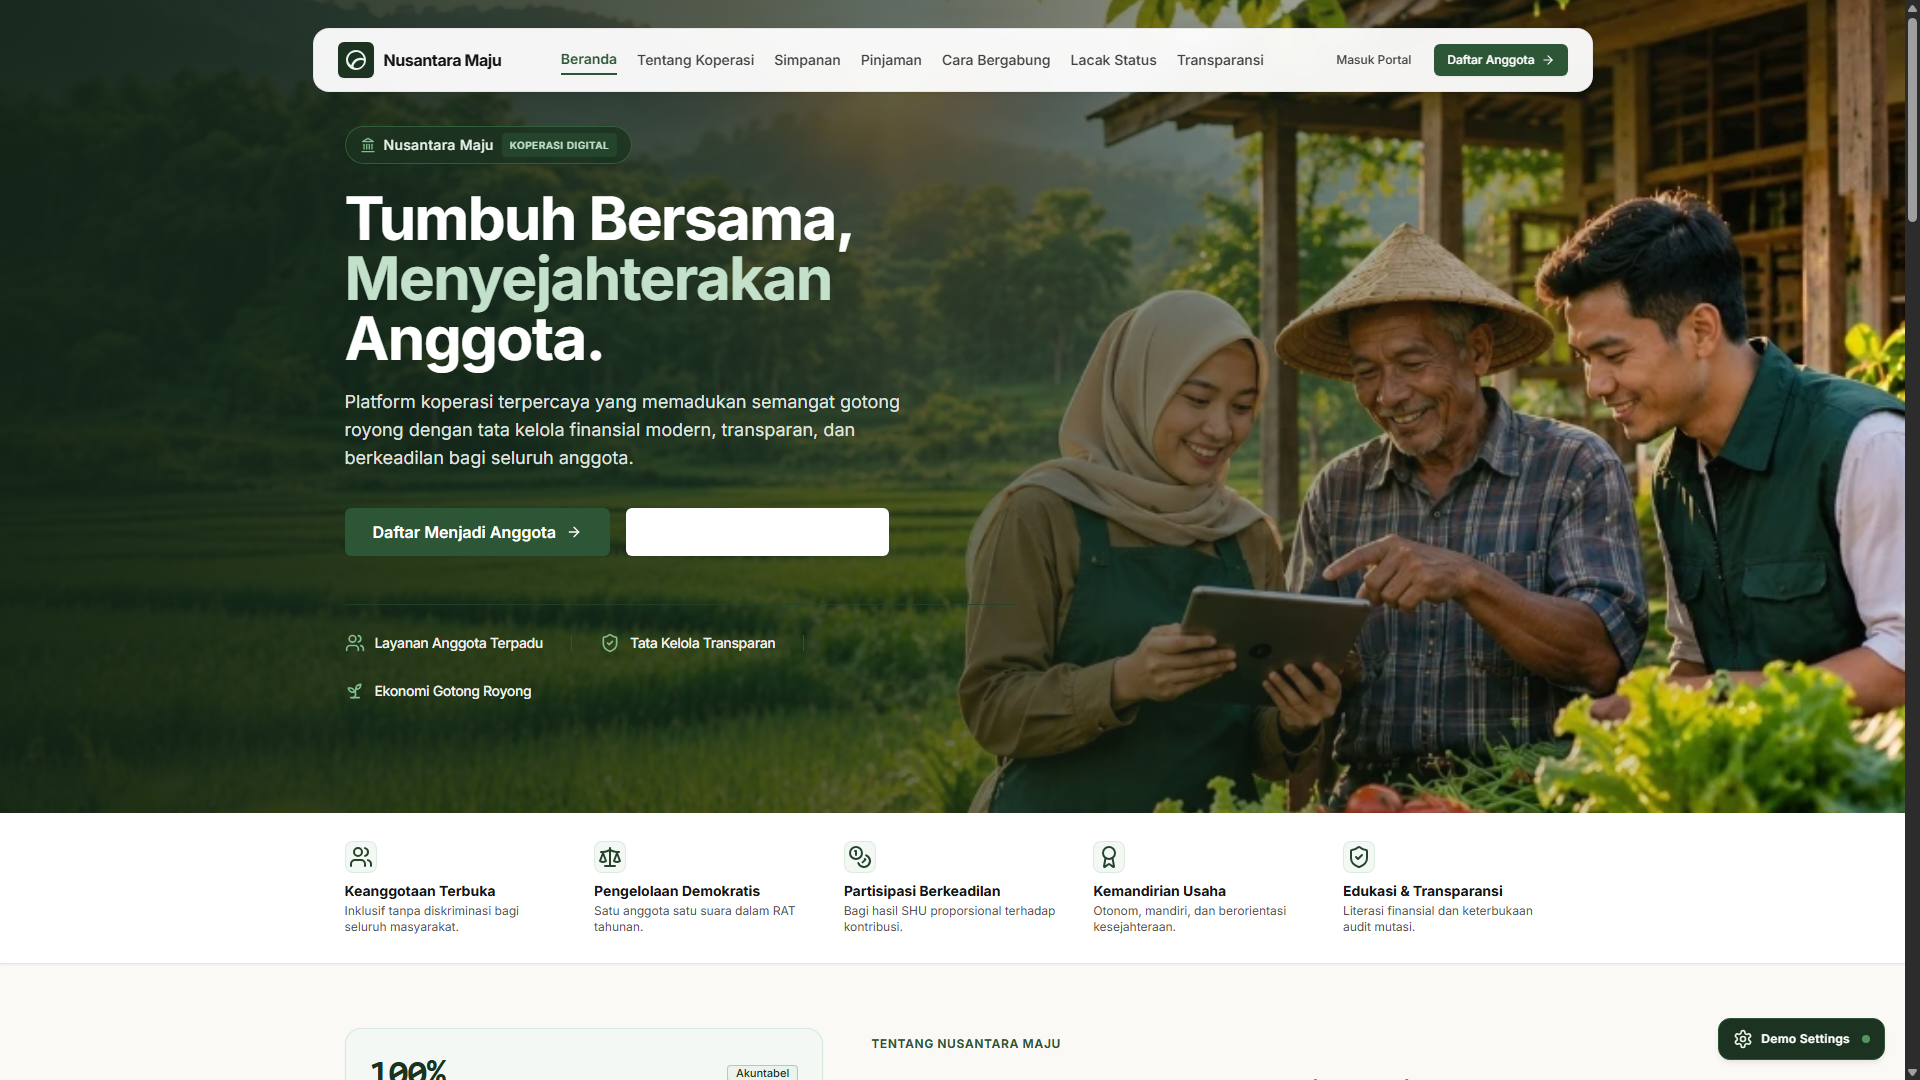 Nusantara Maju
Beranda
Tentang Koperasi
Simpanan
Pinjaman
Cara Bergabung
Lacak Status
Transparansi
Masuk Portal
Daftar Anggota
Nusantara Maju KOPERASI DIGITAL
Tumbuh Bersama,
Menyejahterakan
Anggota.
Platform koperasi terpercaya yang memadukan semangat gotong
royong dengan tata kelola finansial modern, transparan, dan
berkeadilan bagi seluruh anggota.
Daftar Menjadi Anggota
Layanan Anggota Terpadu
Tata Kelola Transparan
Ekonomi Gotong Royong
Keanggotaan Terbuka
Inklusif tanpa diskriminasi bagi
seluruh masyarakat.
Pengelolaan Demokratis
Satu anggota satu suara dalam RAT
tahunan.
Partisipasi Berkeadilan
Bagi hasil SHU proporsional terhadap
kontribusi.
Kemandirian Usaha
Otonom, mandiri, dan berorientasi
kesejahteraan.
Edukasi & Transparansi
Literasi finansial dan keterbukaan
audit mutasi.
100%
Akuntabel
TENTANG NUSANTARA MAJU
Demo Settings